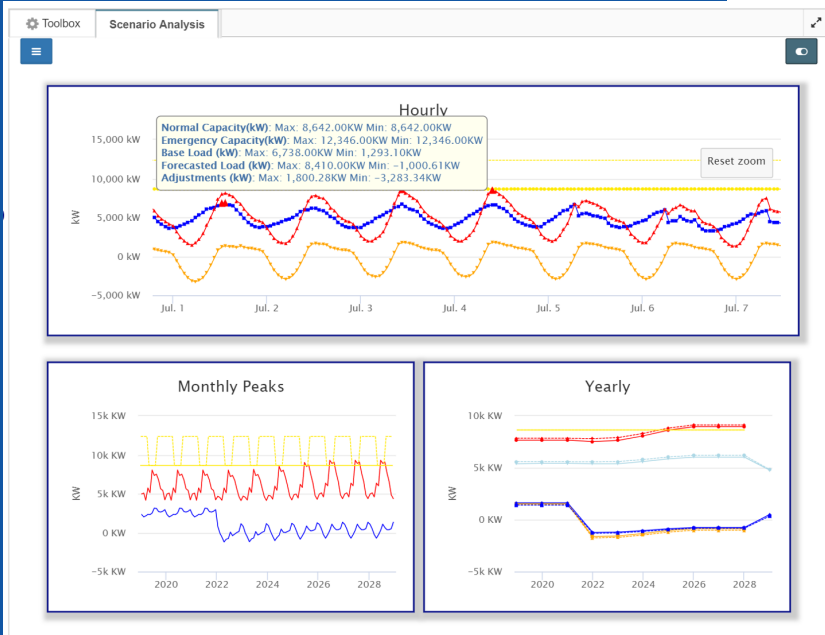 Toolbox
Scenario Analysis
Hourly
Normal Capacity(kW): Max: 8,642.00KW Min: 8,642.00KW
Emergency Capacity(kW): Max: 12,346.00KW Min: 12,346.00KW
Base Load (kW): Max: 6,738.00KW Min: 1,293.10KW
Forecasted Load (kW): Max: 8,410.00KW Min: −1,000.61KW
Adjustments (kW): Max: 1,800.28KW Min: −3,283.34KW
Reset zoom
kW
15,000 kW
10,000 kW
5,000 kW
0 kW
−5,000 kW
Jul. 1 Jul. 2 Jul. 3 Jul. 4 Jul. 5 Jul. 6 Jul. 7
Monthly Peaks
KW
15k KW
10k KW
5k KW
0 KW
−5k KW
2020 2022 2024 2026 2028
Yearly
KW
10k KW
5k KW
0 KW
−5k KW
2020 2022 2024 2026 2028